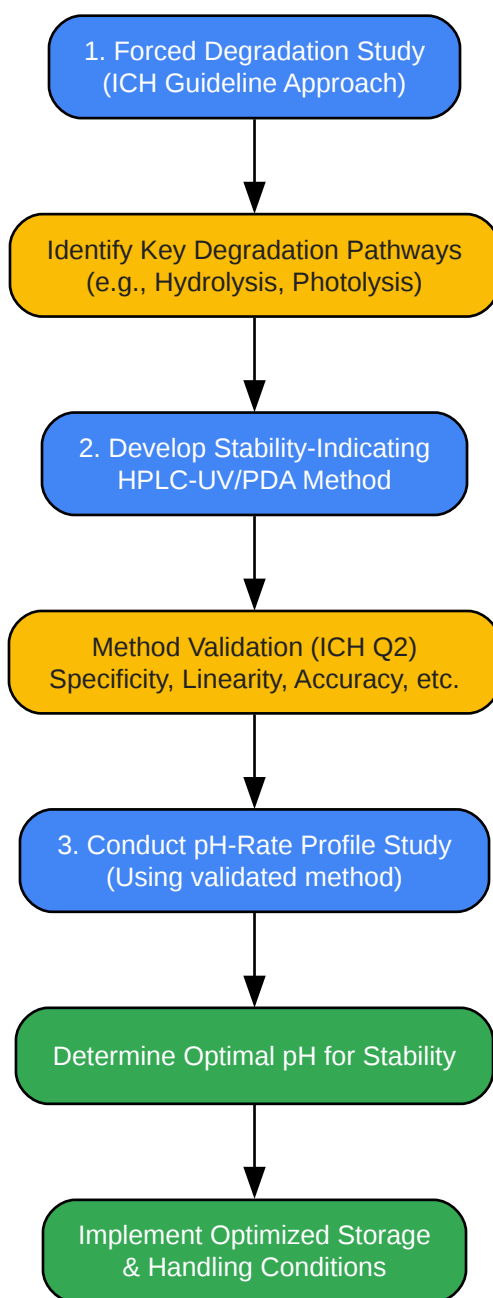 1. Forced Degradation Study
(ICH Guideline Approach)
Identify Key Degradation Pathways
(e.g., Hydrolysis, Photolysis)
2. Develop Stability-Indicating
HPLC-UV/PDA Method
Method Validation (ICH Q2)
Specificity, Linearity, Accuracy, etc.
3. Conduct pH-Rate Profile Study
(Using validated method)
Determine Optimal pH for Stability
Implement Optimized Storage
& Handling Conditions